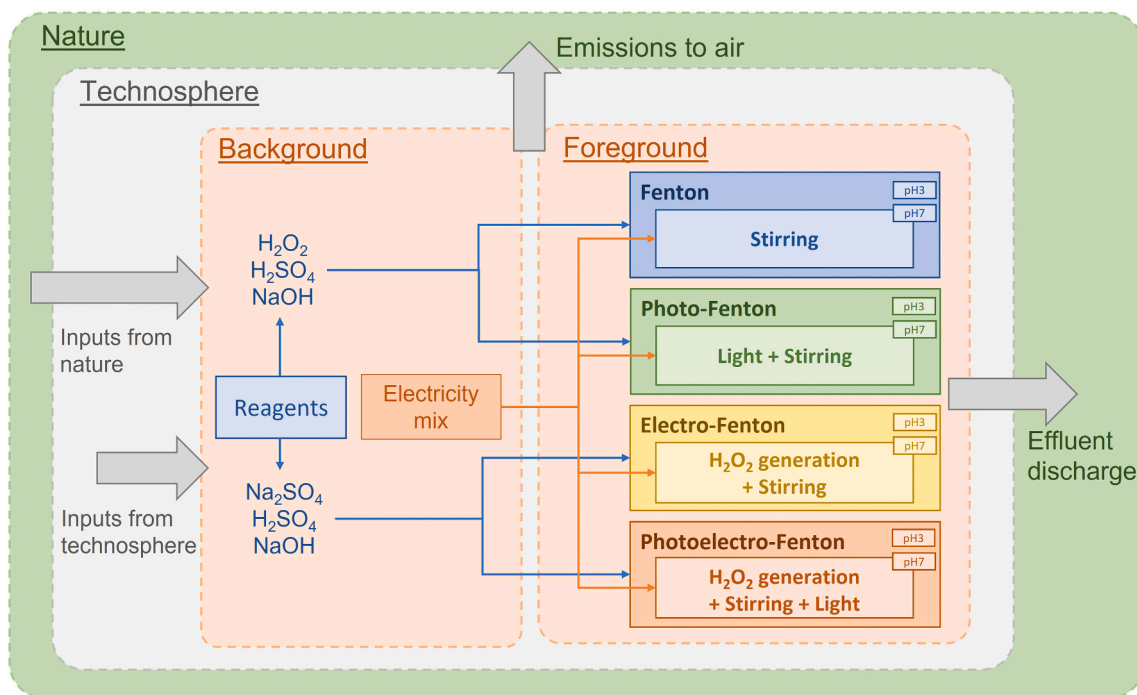 Nature
Emissions to air
Technosphere
Background
Foreground
H₂O₂
H₂SO₄
NaOH
Inputs from
nature
Reagents
Electricity
mix
Na₂SO₄
H₂SO₄
NaOH
Inputs from
technosphere
Fenton
pH3
pH7
Stirring
Photo-Fenton
pH3
pH7
Light + Stirring
Electro-Fenton
pH3
pH7
H₂O₂ generation
+ Stirring
Photoelectro-Fenton
pH3
pH7
H₂O₂ generation
+ Stirring + Light
Effluent
discharge